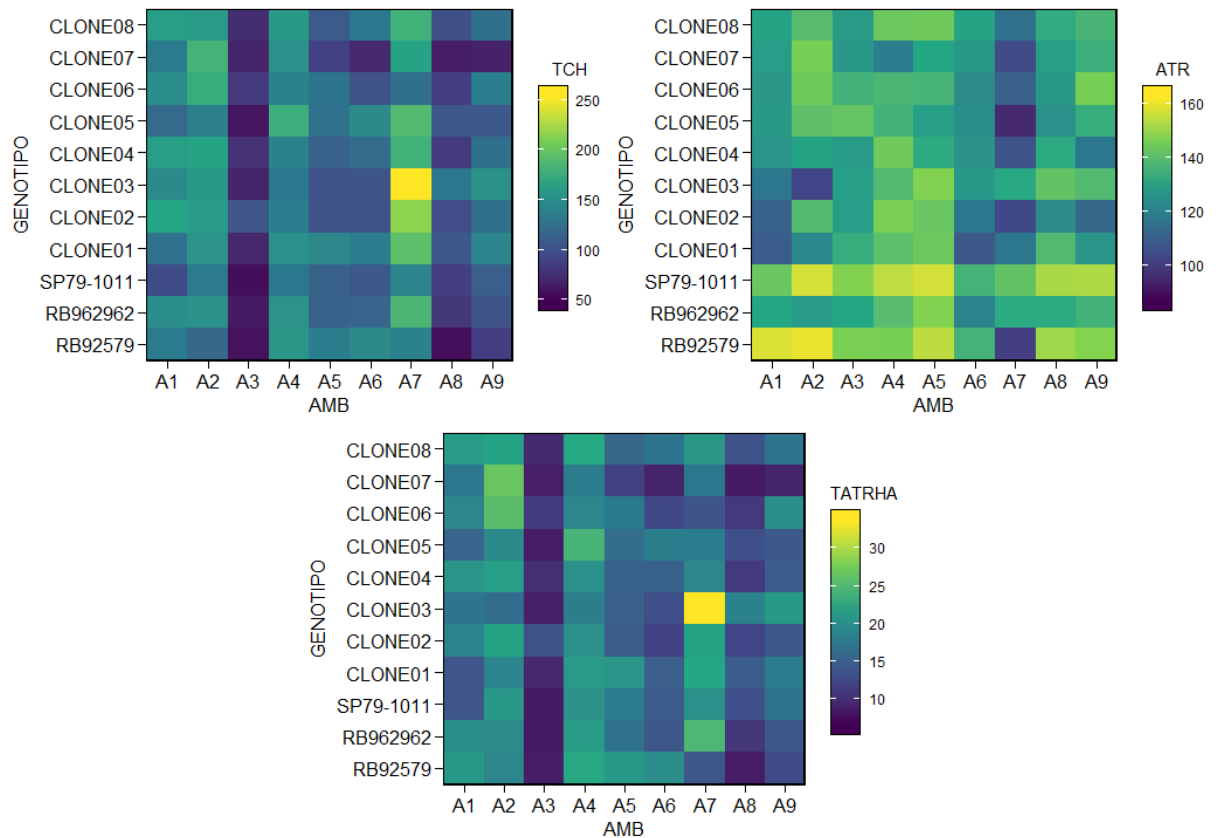 CLONE08
CLONE07
CLONE06
CLONE05
CLONE04
CLONE03
CLONE02
CLONE01
SP79-1011
RB962962
RB92579
GENOTIPO
A1 A2 A3 A4 A5 A6 A7 A8 A9
AMB
TCH
250
200
150
100
50
CLONE08
CLONE07
CLONE06
CLONE05
CLONE04
CLONE03
CLONE02
CLONE01
SP79-1011
RB962962
RB92579
GENOTIPO
A1 A2 A3 A4 A5 A6 A7 A8 A9
AMB
ATR
160
140
120
100
CLONE08
CLONE07
CLONE06
CLONE05
CLONE04
CLONE03
CLONE02
CLONE01
SP79-1011
RB962962
RB92579
GENOTIPO
A1 A2 A3 A4 A5 A6 A7 A8 A9
AMB
TATRHA
30
25
20
15
10